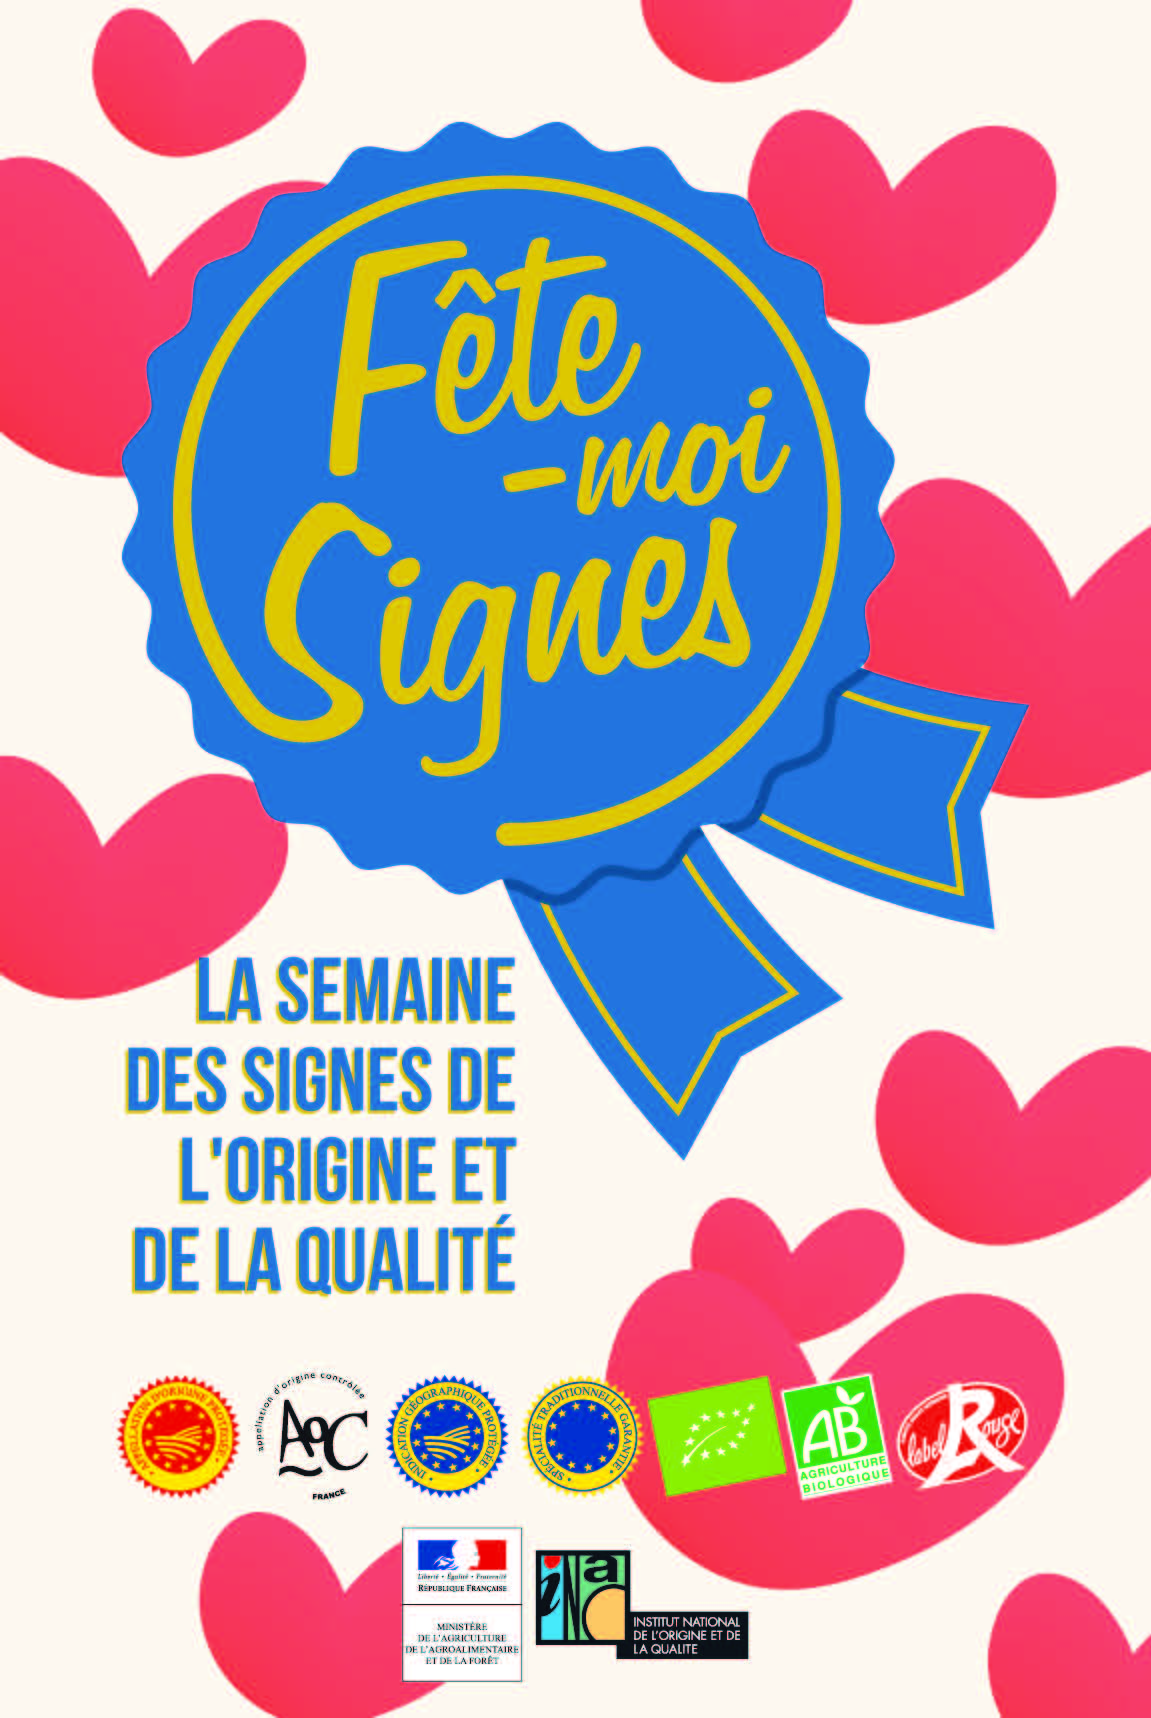 Fête
-moi
Signes
LA SEMAINE
DES SIGNES DE
L'ORIGINE ET
DE LA QUALITÉ
APPELLATION D'ORIGINE PROTÉGÉE
appellation d'origine contrôlée
AOC
FRANCE
INDICATION GÉOGRAPHIQUE PROTÉGÉE
SPÉCIALITÉ TRADITIONNELLE GARANTIE
AB
AGRICULTURE
BIOLOGIQUE
label Rouge
Liberté • Égalité • Fraternité
RÉPUBLIQUE FRANÇAISE
MINISTÈRE
DE L'AGRICULTURE
DE L'AGROALIMENTAIRE
ET DE LA FORÊT
iNaO
INSTITUT NATIONAL
DE L'ORIGINE ET DE
LA QUALITE